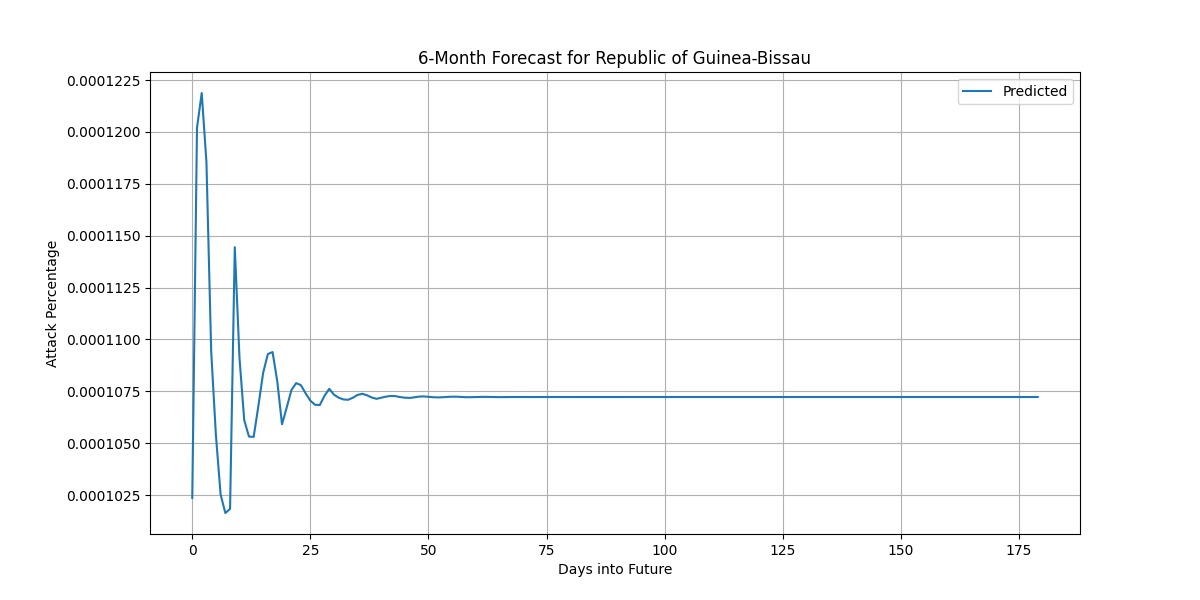 6-Month Forecast for Republic of Guinea-Bissau
Predicted
Attack Percentage
0.0001225
0.0001200
0.0001175
0.0001150
0.0001125
0.0001100
0.0001075
0.0001050
0.0001025
0 25 50 75 100 125 150 175
Days into Future